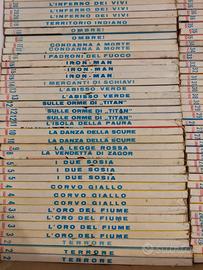 L'INFERNO DEI VIVI
L'INFERNO DEI VIVI
L'INFERNO DEI VIVI
TERRITORIO INDIANO
OMBRE!
OMBRE!
CONDANNA A MORTE
CONDANNA A MORTE
I PADRONI DEL FUOCO
IRON-MAN
IRON-MAN
IRON-MAN
I MERCANTI DI SCHIAVI
L'ABISSO VERDE
L'ABISSO VERDE
SULLE ORME DI "TITAN"
SULLE ORME DI "TITAN"
SULLE ORME DI "TITAN"
L'ISOLA DELLA PAURA
LA DANZA DELLA SCURE
LA DANZA DELLA SCURE
LA LEGGE ROSSA
LA VENDETTA DI ZAGOR
I DUE SOSIA
I DUE SOSIA
I DUE SOSIA
CORVO GIALLO
CORVO GIALLO
CORVO GIALLO
L'ORO DEL FIUME
L'ORO DEL FIUME
L'ORO DEL FIUME
TERRORE
TERRORE
TERRORE